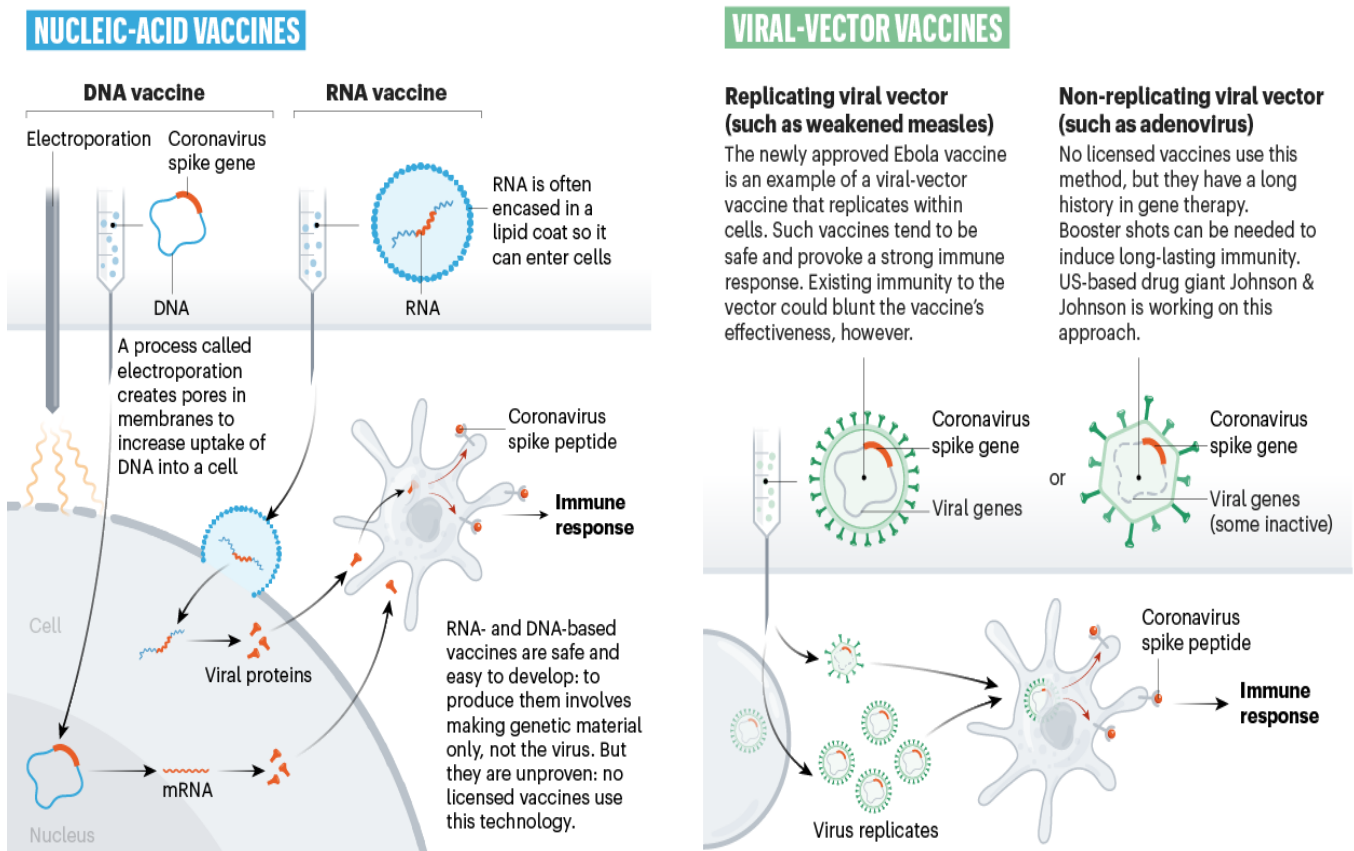 NUCLEIC-ACID VACCINES
DNA vaccine
RNA vaccine
Electroporation
Coronavirus
spike gene
DNA
RNA is often
encased in a
lipid coat so it
can enter cells
RNA
A process called
electroporation
creates pores in
membranes to
increase uptake of
DNA into a cell
Coronavirus
spike peptide
Immune
response
Cell
Viral proteins
mRNA
Nucleus
RNA- and DNA-based
vaccines are safe and
easy to develop: to
produce them involves
making genetic material
only, not the virus. But
they are unproven: no
licensed vaccines use
this technology.
VIRAL-VECTOR VACCINES
Replicating viral vector
(such as weakened measles)
The newly approved Ebola vaccine
is an example of a viral-vector
vaccine that replicates within
cells. Such vaccines tend to be
safe and provoke a strong immune
response. Existing immunity to the
vector could blunt the vaccine’s
effectiveness, however.
Non-replicating viral vector
(such as adenovirus)
No licensed vaccines use this
method, but they have a long
history in gene therapy.
Booster shots can be needed to
induce long-lasting immunity.
US-based drug giant Johnson &
Johnson is working on this
approach.
Coronavirus
spike gene
Viral genes
or
Coronavirus
spike gene
Viral genes
(some inactive)
Coronavirus
spike peptide
Immune
response
Virus replicates